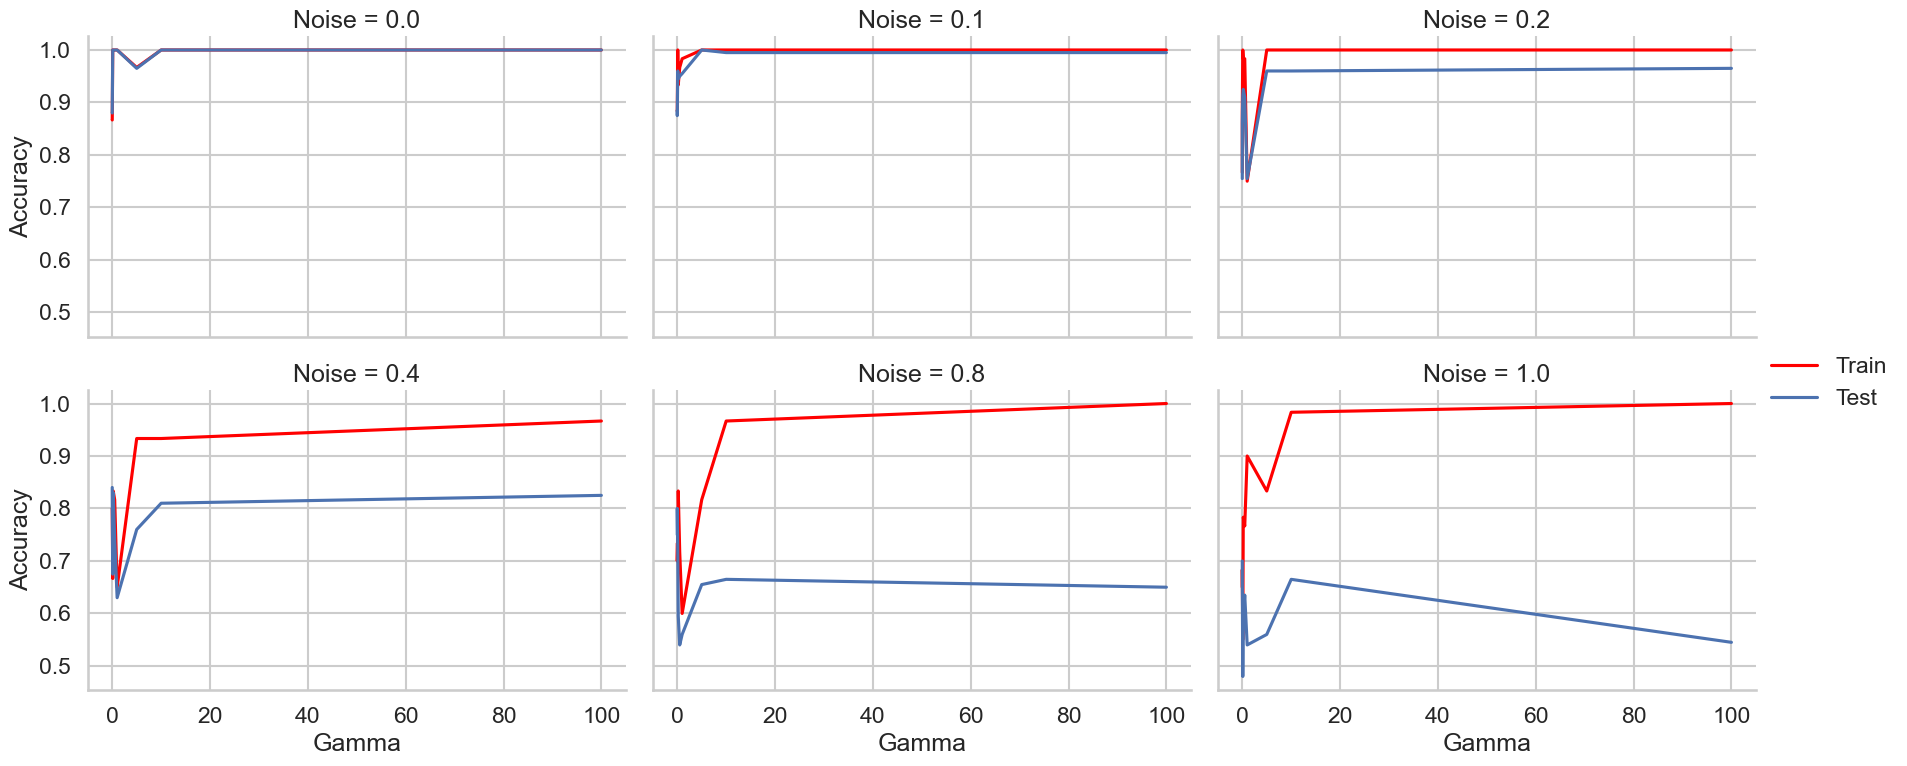 Noise = 0.0
Noise = 0.1
Noise = 0.2
1.0
0.9
0.8
0.7
0.6
0.5
Accuracy
Noise = 0.4
Noise = 0.8
Noise = 1.0
Train
Test
1.0
0.9
0.8
0.7
0.6
0.5
Accuracy
0 20 40 60 80 100
0 20 40 60 80 100
0 20 40 60 80 100
Gamma
Gamma
Gamma